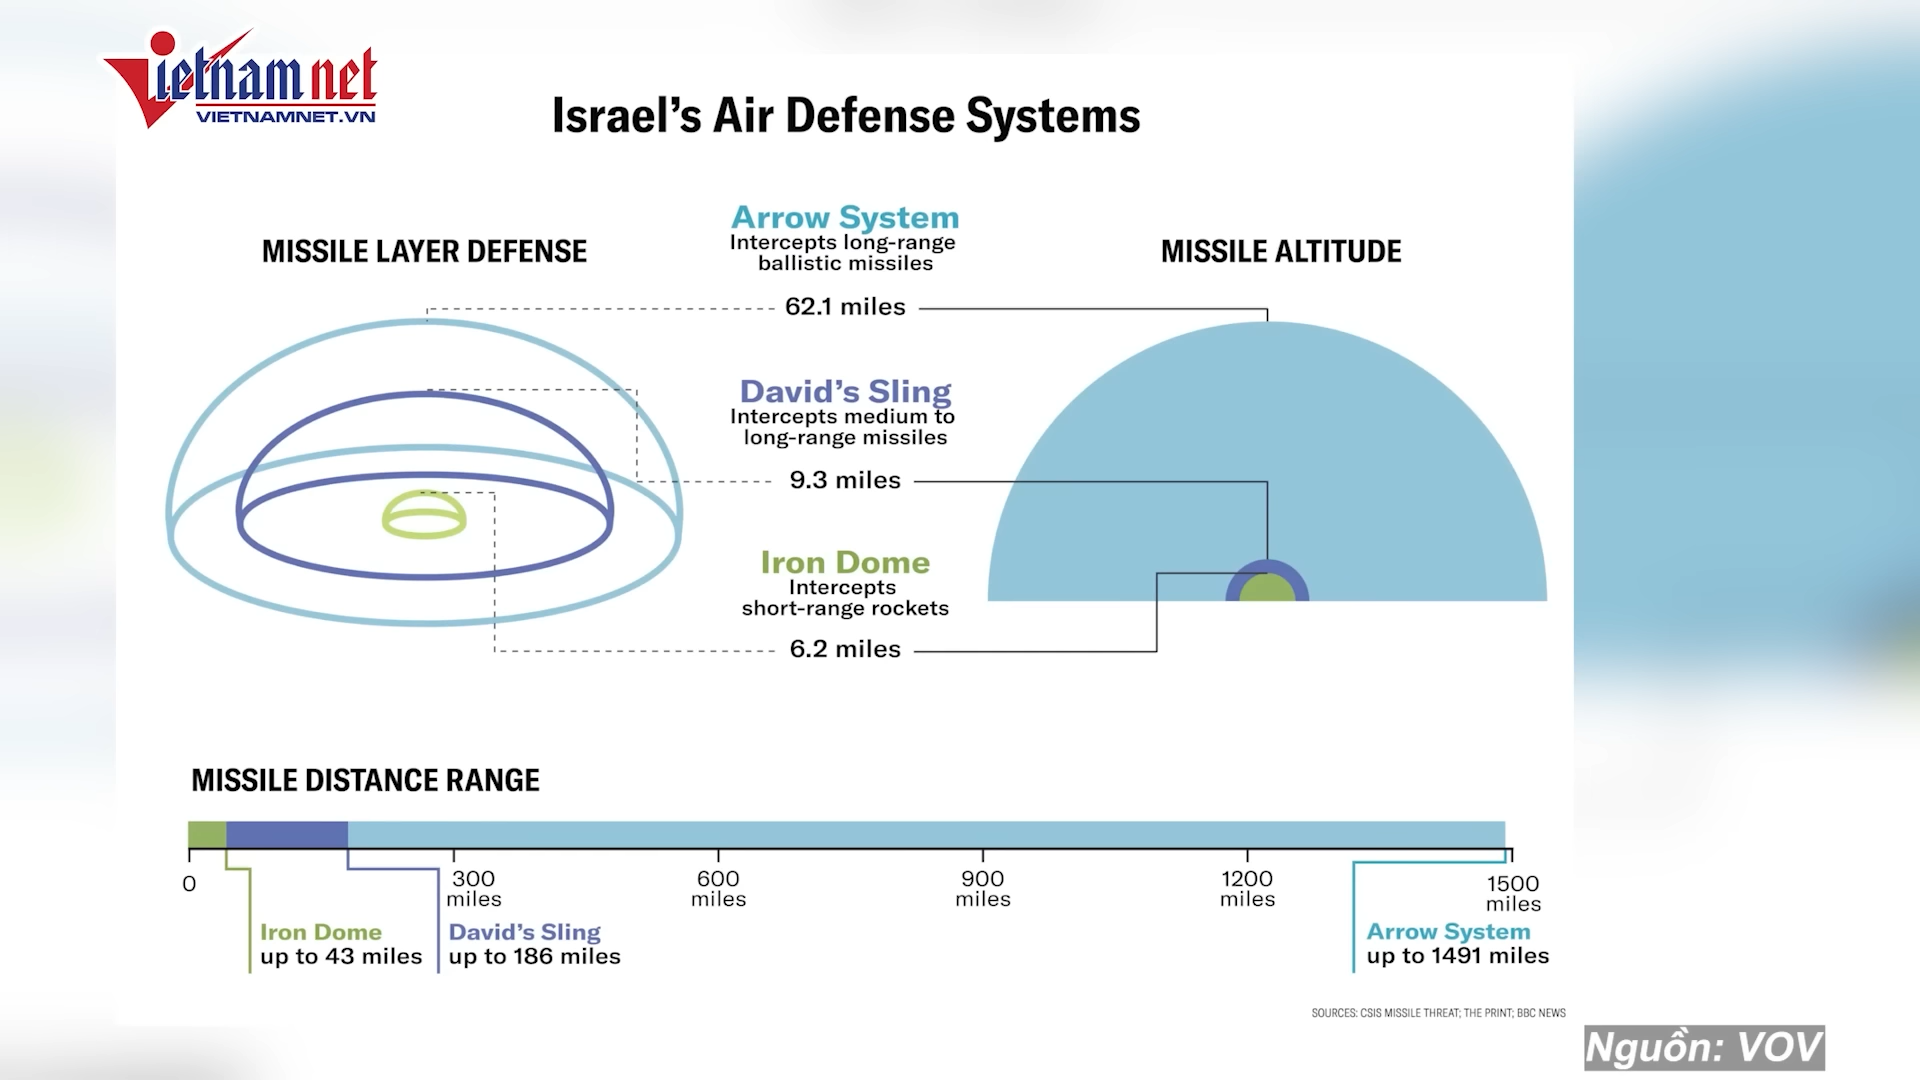 Vietnamnet
VIETNAMNET.VN
Israel's Air Defense Systems
MISSILE LAYER DEFENSE
Arrow System
Intercepts long-range
ballistic missiles
62.1 miles
MISSILE ALTITUDE
David's Sling
Intercepts medium to
long-range missiles
9.3 miles
Iron Dome
Intercepts
short-range rockets
6.2 miles
MISSILE DISTANCE RANGE
0
300
miles
600
miles
900
miles
1200
miles
1500
miles
Iron Dome
up to 43 miles
David's Sling
up to 186 miles
Arrow System
up to 1491 miles
SOURCES: CSIS MISSILE THREAT; THE PRINT; BBC NEWS
Nguồn: VOV